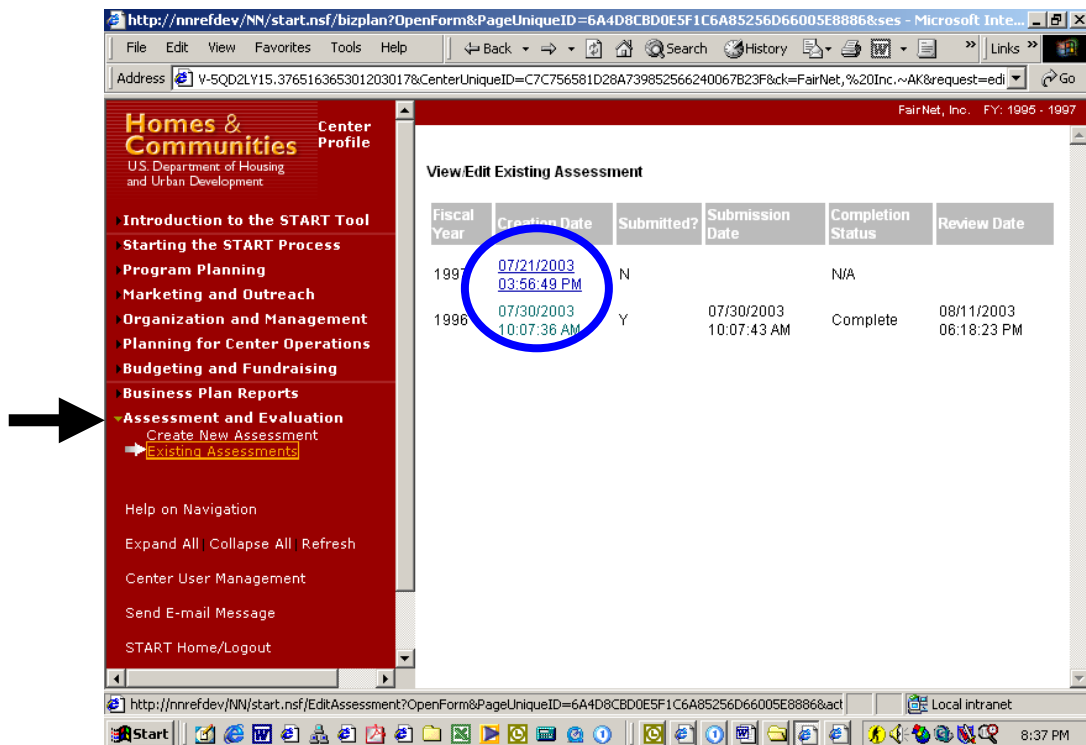 http://nnrefdev/NN/start.nsf/bizplan?OpenForm&PageUniqueID=6A4D8CBD0E5F1C6A85256D66005E8886&ses - Microsoft Inte...
File Edit View Favorites Tools Help Back Search History » Links »
Address V-5QD2LY15.376516365301203017&CenterUniqueID=C7C756581D28A739852566240067B23F&ck=FairNet,%20Inc.~AK&request=edi Go
FairNet, Inc. FY: 1995 - 1997
Homes &
Communities
U.S. Department of Housing
and Urban Development
Center
Profile
Introduction to the START Tool
Starting the START Process
Program Planning
Marketing and Outreach
Organization and Management
Planning for Center Operations
Budgeting and Fundraising
Business Plan Reports
Assessment and Evaluation
Create New Assessment
Existing Assessments
Help on Navigation
Expand All | Collapse All | Refresh
Center User Management
Send E-mail Message
START Home/Logout
View/Edit Existing Assessment
Fiscal Year Creation Date Submitted? Submission Date Completion Status Review Date
1997 07/21/2003 03:56:49 PM N N/A
1996 07/30/2003 10:07:36 AM Y 07/30/2003 10:07:43 AM Complete 08/11/2003 06:18:23 PM
http://nnrefdev/NN/start.nsf/EditAssessment?OpenForm&PageUniqueID=6A4D8CBD0E5F1C6A85256D66005E8886&act Local intranet
Start 8:37 PM